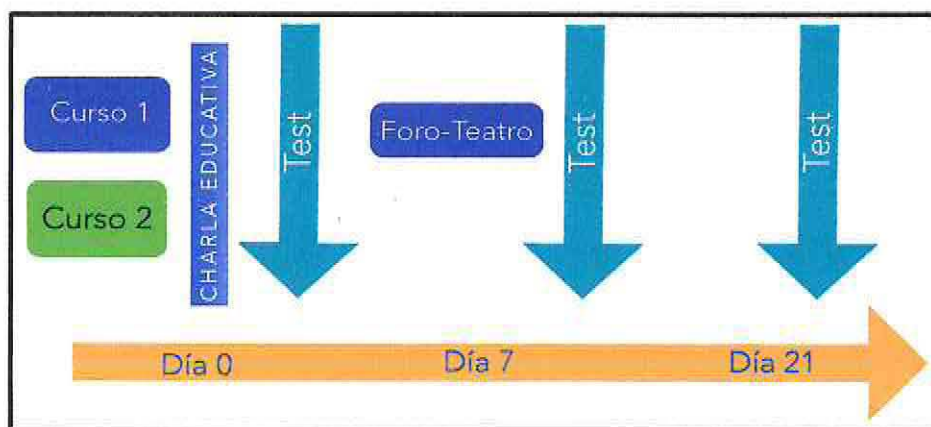 Curso 1
Curso 2
CHARLA EDUCATIVA
Test
Foro-Teatro
Test
Test
Día 0
Día 7
Día 21